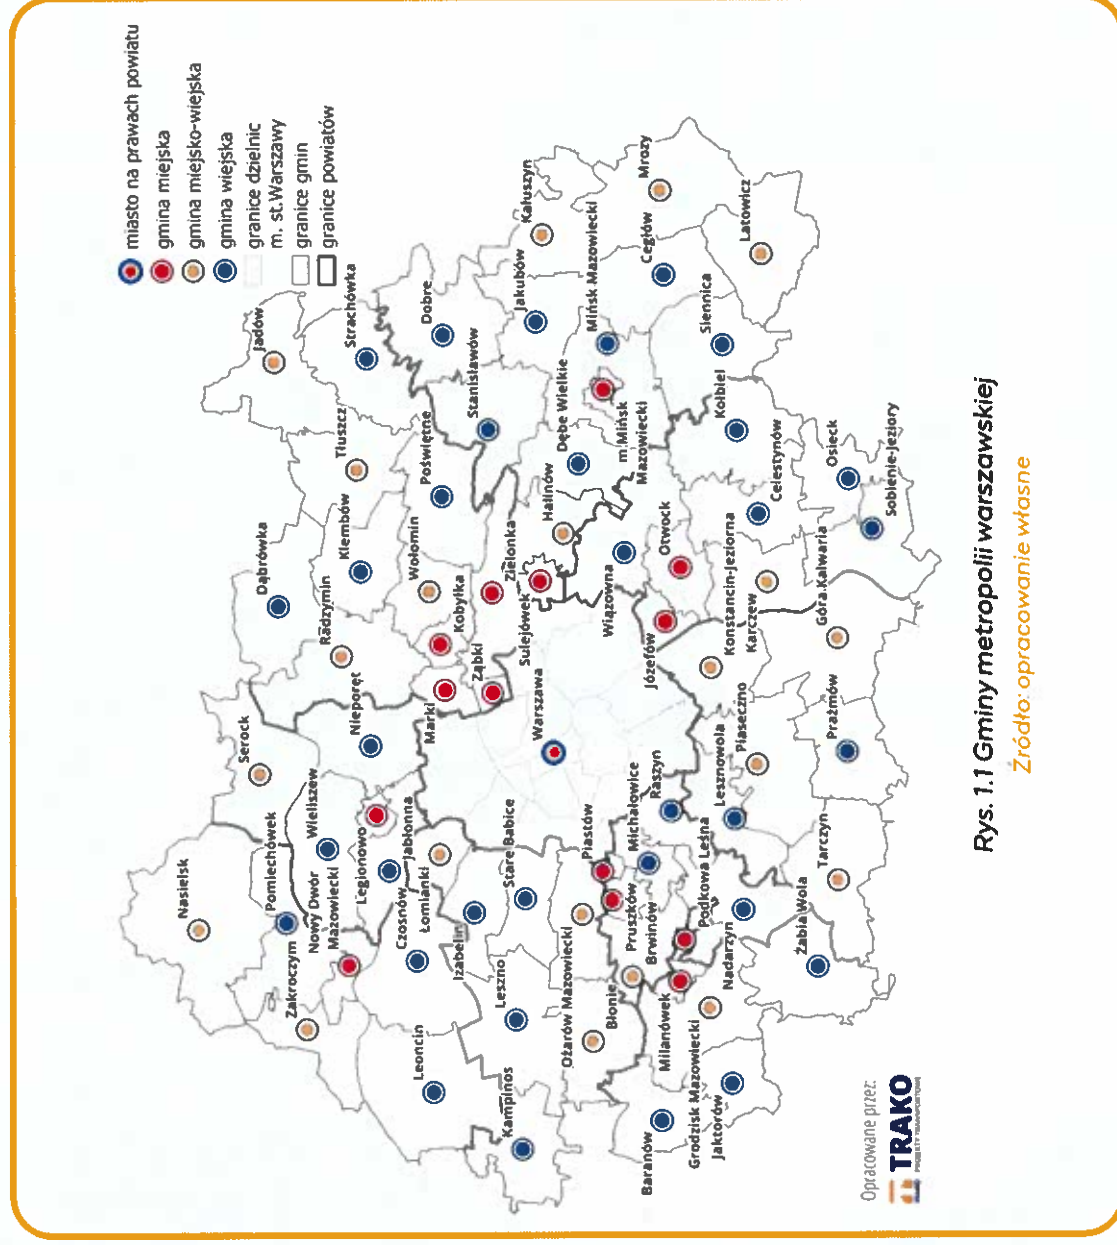 miasto na prawach powiatu
gmina miejska
gmina miejsko-wiejska
gmina wiejska
granice dzielnic
m. st.Warszawy
granice gmin
granice powiatów
Nasielsk
Serock
Jadów
Dąbrówka
Pomiechówek
Zakroczym
Nowy Dwór
Mazowiecki
Wieliszew
Radzymin
Tłuszcz
Strachówka
Klembów
Nieporęt
Legionowo
Jabłonna
Czosnów
Łomianki
Leoncin
Marki
Kobyłka
Wołomin
Poświętne
Dobre
Izabelin
Ząbki
Zielonka
Stanisławów
Kampinos
Leszno
Stare Babice
Warszawa
Sulejówek
Halinów
Dębe Wielkie
Jakubów
Kałuszyn
Ożarów Mazowiecki
Błonie
Piastów
Pruszków
Brwinów
Michałowice
Raszyn
Wiązowna
m.Mińsk
Mazowiecki
Mińsk Mazowiecki
Cegłów
Mrozy
Baranów
Milanówek
Grodzisk Mazowiecki
Jaktorów
Podkowa Leśna
Nadarzyn
Józefów
Otwock
Lesznowola
Piaseczno
Konstancin-Jeziorna
Karczew
Celestynów
Kołbiel
Siennica
Latowicz
Żabia Wola
Tarczyn
Prażmów
Góra Kalwaria
Osieck
Sobienie-Jeziory
Opracowane przez:
TRAKO
PROJEKTY TRANSPORTOWE
Rys. 1.1 Gminy metropolii warszawskiej
Źródło: opracowanie własne